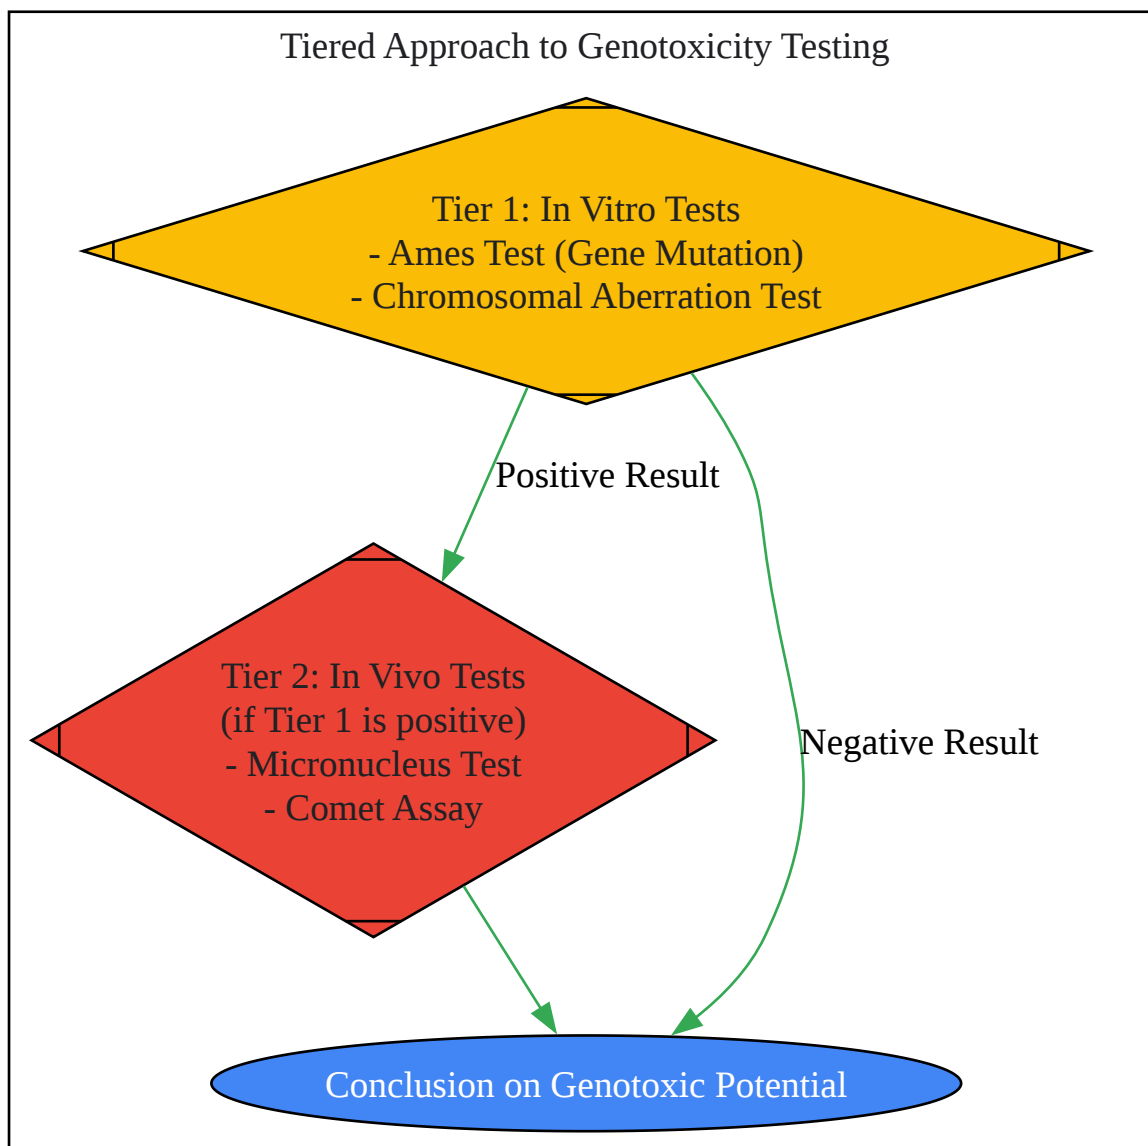 Tiered Approach to Genotoxicity Testing
Tier 1: In Vitro Tests
- Ames Test (Gene Mutation)
- Chromosomal Aberration Test
Positive Result
Tier 2: In Vivo Tests
(if Tier 1 is positive)
- Micronucleus Test
- Comet Assay
Negative Result
Conclusion on Genotoxic Potential